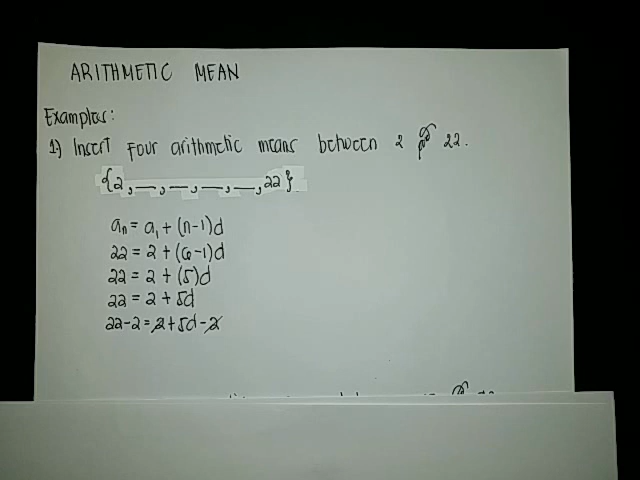 ARITHMETIC MEAN
Examples:
1.) Insert four arithmetic means between 2 & 22.
{2, __, __, __, __, 22}
aₙ = a₁ + (n-1)d
22 = 2 + (6-1)d
22 = 2 + (5)d
22 = 2 + 5d
22-2 = 2+5d-2